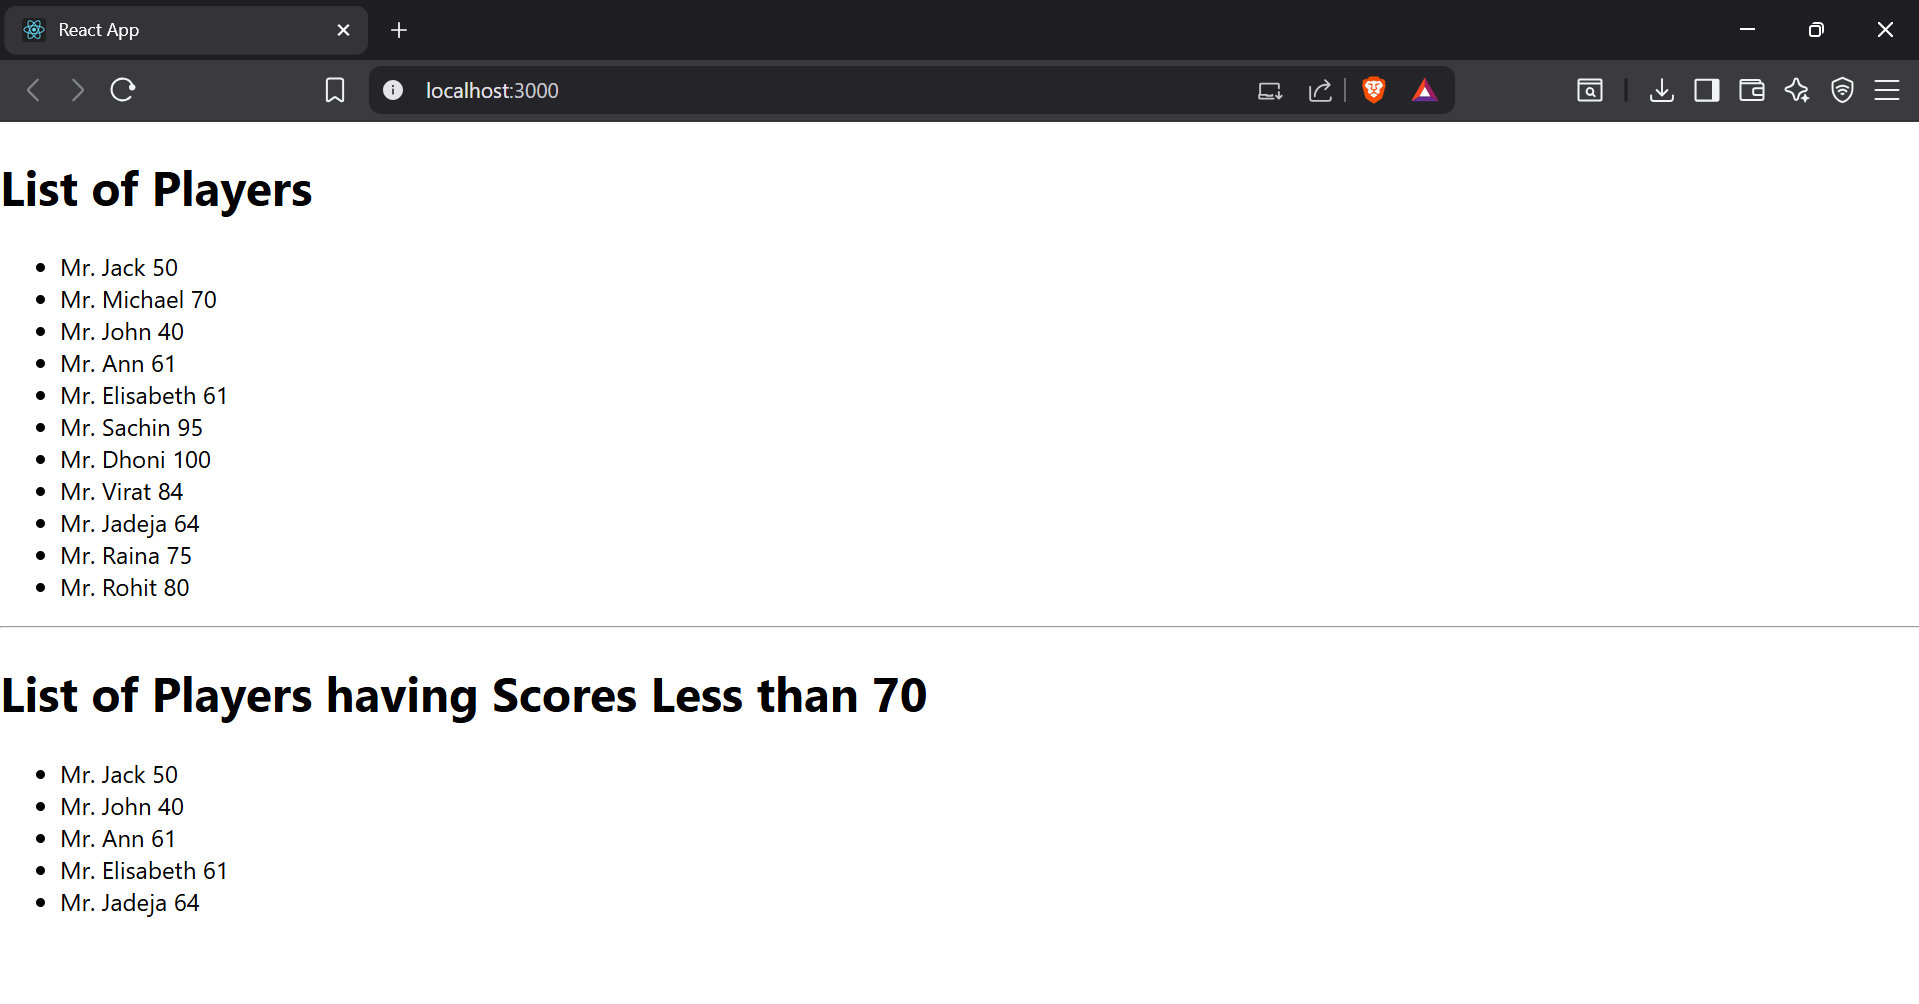 React App
localhost:3000
List of Players
Mr. Jack 50
Mr. Michael 70
Mr. John 40
Mr. Ann 61
Mr. Elisabeth 61
Mr. Sachin 95
Mr. Dhoni 100
Mr. Virat 84
Mr. Jadeja 64
Mr. Raina 75
Mr. Rohit 80
List of Players having Scores Less than 70
Mr. Jack 50
Mr. John 40
Mr. Ann 61
Mr. Elisabeth 61
Mr. Jadeja 64